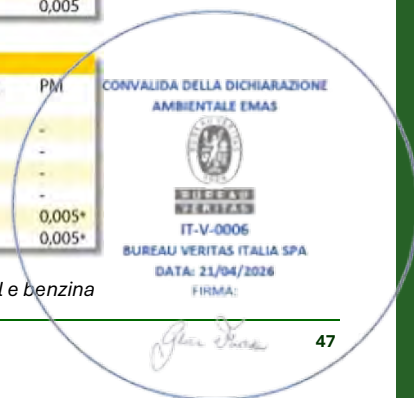 0,005
PM
-
-
-
-
0,005*
0,005*
CONVALIDA DELLA DICHIARAZIONE
AMBIENTALE EMAS
BUREAU
VERITAS
IT-V-0006
BUREAU VERITAS ITALIA SPA
DATA: 21/04/2026
FIRMA:
e benzina
47